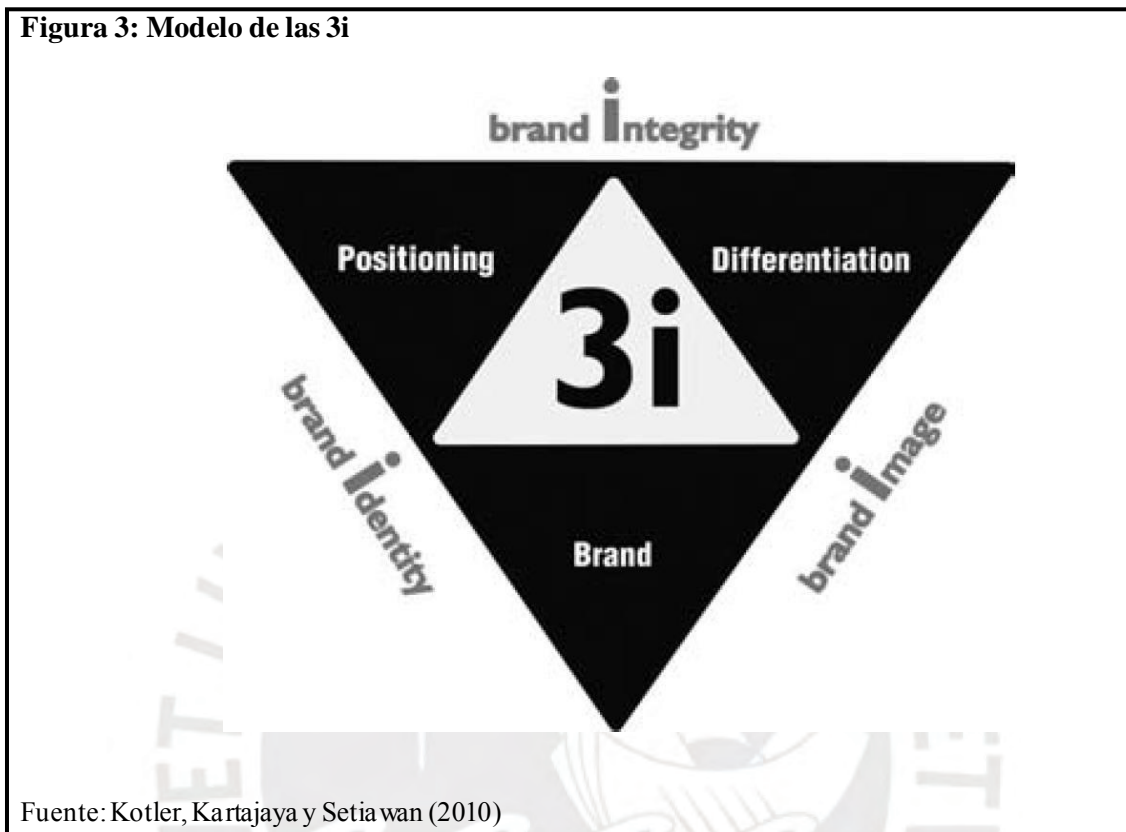 Figura 3: Modelo de las 3i
brand integrity
Positioning
Differentiation
3i
brand identity
brand image
Brand
Fuente: Kotler, Kartajaya y Setiawan (2010)